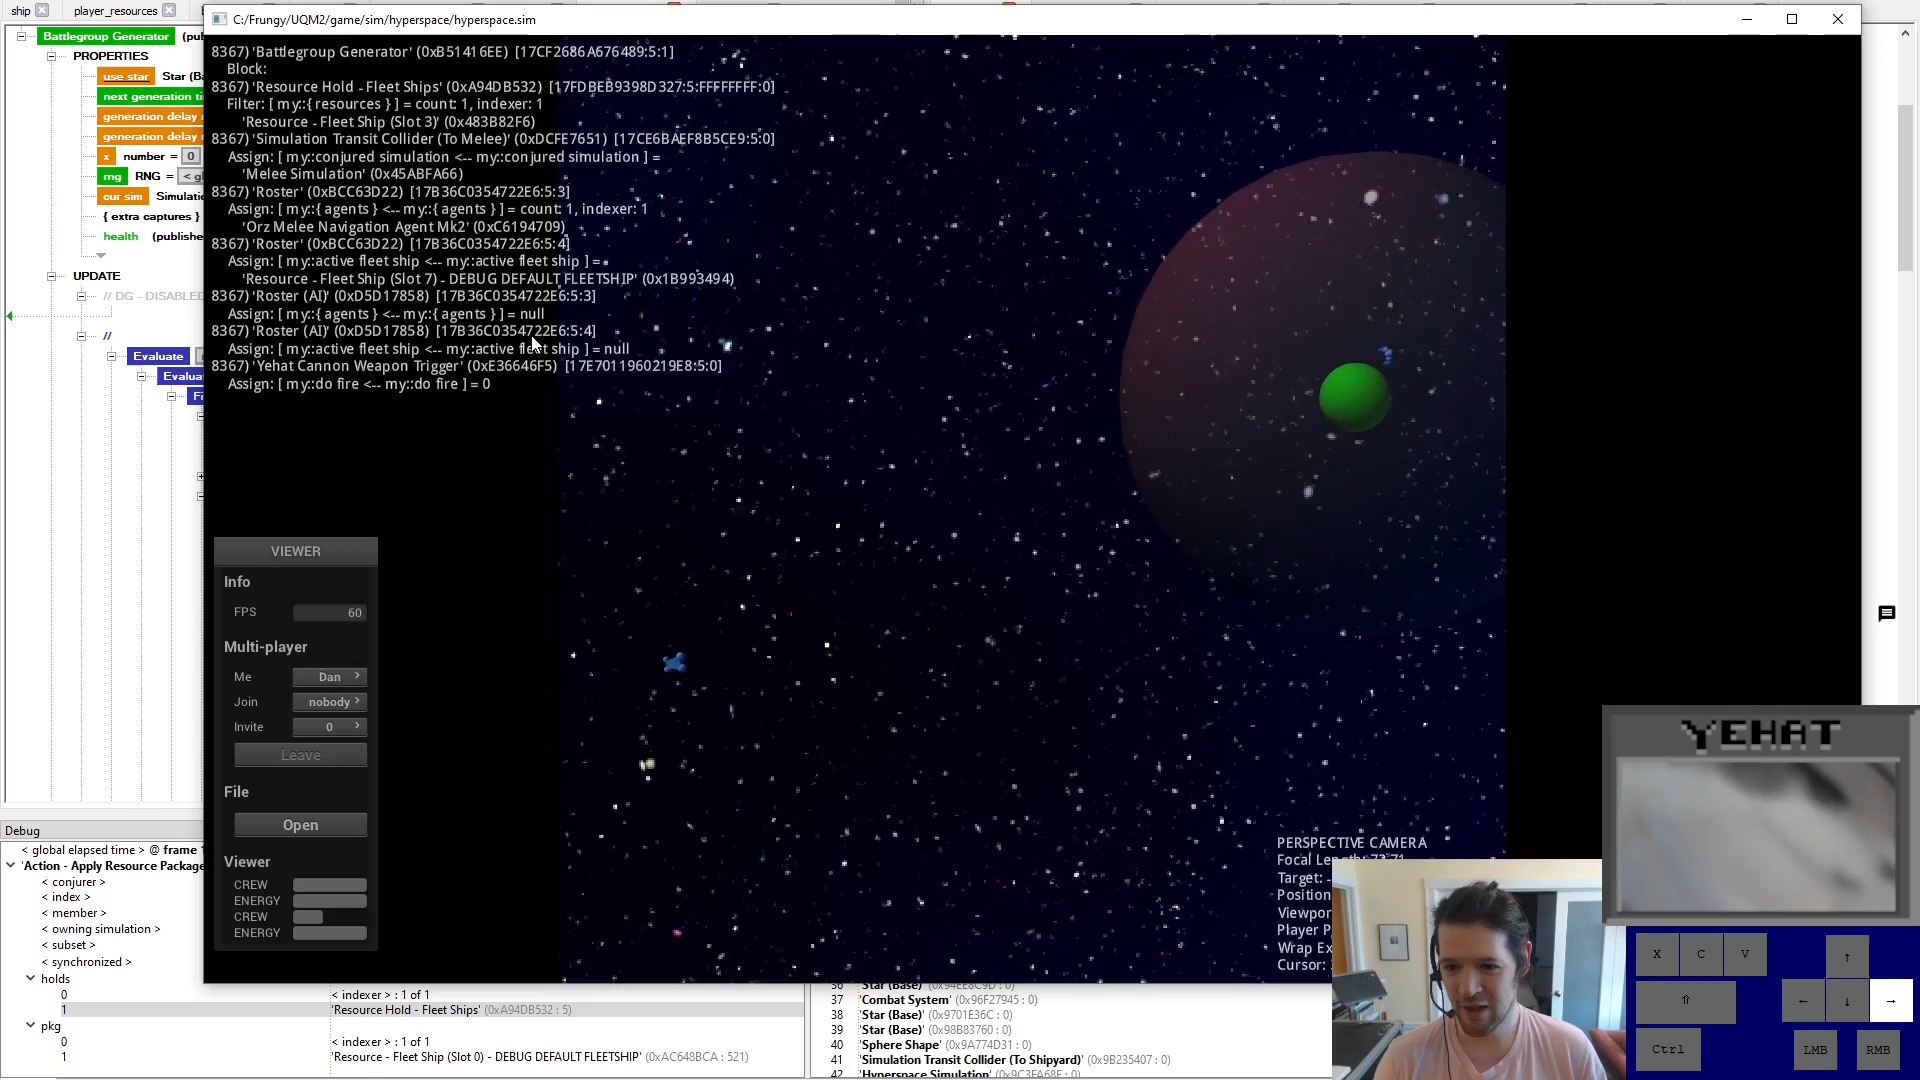 ship
player_resources
C:/Frungy/UQM2/game/sim/hyperspace/hyperspace.sim
Battlegroup Generator
PROPERTIES
use star Star
next generation
generation delay
generation delay
x number = 0
rng RNG =
cur sim
{ extra captures }
health
UPDATE
// DG - DISABLED
//
Evaluate
8367) 'Battlegroup Generator' (0xB51416EE) [17CF2686A676489:5:1]
Block:
8367) 'Resource Hold - Fleet Ships' (0xA94DB532) [17FDBEB9398D327:5:FFFFFFFF:0]
Filter: [ my::{ resources } ] = count: 1, indexer: 1
'Resource - Fleet Ship (Slot 3)' (0x483B82F6)
8367) 'Simulation Transit Collider (To Melee)' (0xDCFE7651) [17CE6BAEF8B5CE9:5:0]
Assign: [ my::conjured simulation <-- my::conjured simulation ] =
'Melee Simulation' (0x45ABFA66)
8367) 'Roster' (0xBCC63D22) [17B36C0354722E6:5:3]
Assign: [ my::{ agents } <-- my::{ agents } ] = count: 1, indexer: 1
'Orz Melee Navigation Agent Mk2' (0xC6194709)
8367) 'Roster' (0xBCC63D22) [17B36C0354722E6:5:4]
Assign: [ my::active fleet ship <-- my::active fleet ship ] =
'Resource - Fleet Ship (Slot 7) - DEBUG DEFAULT FLEETSHIP' (0x1B993494)
8367) 'Roster (AI)' (0xD5D17858) [17B36C0354722E6:5:3]
Assign: [ my::{ agents } <-- my::{ agents } ] = null
8367) 'Roster (AI)' (0xD5D17858) [17B36C0354722E6:5:4]
Assign: [ my::active fleet ship <-- my::active fleet ship ] = null
8367) 'Yehat Cannon Weapon Trigger' (0xE36646F5) [17E7011960219E8:5:0]
Assign: [ my::do fire <-- my::do fire ] = 0
VIEWER
Info
FPS 60
Multi-player
Me Dan
Join nobody
Invite 0
Leave
File
Open
Viewer
CREW
ENERGY
CREW
ENERGY
PERSPECTIVE CAMERA
Target:
Position
Cursor:
YEHAT
X C V
↑
⇧ ← ↓ →
Ctrl LMB RMB
Debug
< global elapsed time > @ frame
'Action - Apply Resource Package
< conjurer >
< index >
< member >
< owning simulation >
< subset >
< synchronized >
holds
0 < indexer > : 1 of 1
1 'Resource Hold - Fleet Ships' (0xA94DB532 : 5)
pkg
0 < indexer > : 1 of 1
1 'Resource - Fleet Ship (Slot 0) - DEBUG DEFAULT FLEETSHIP' (0xAC648BCA : 521)
36 'Star (Base)' (0x94EE8C9D : 0)
37 'Combat System' (0x96F27945 : 0)
38 'Star (Base)' (0x9701E36C : 0)
39 'Star (Base)' (0x98B83760 : 0)
40 'Sphere Shape' (0x9A774D31 : 0)
41 'Simulation Transit Collider (To Shipyard)' (0x9B235407 : 0)
42 'Hyperspace Simulation'